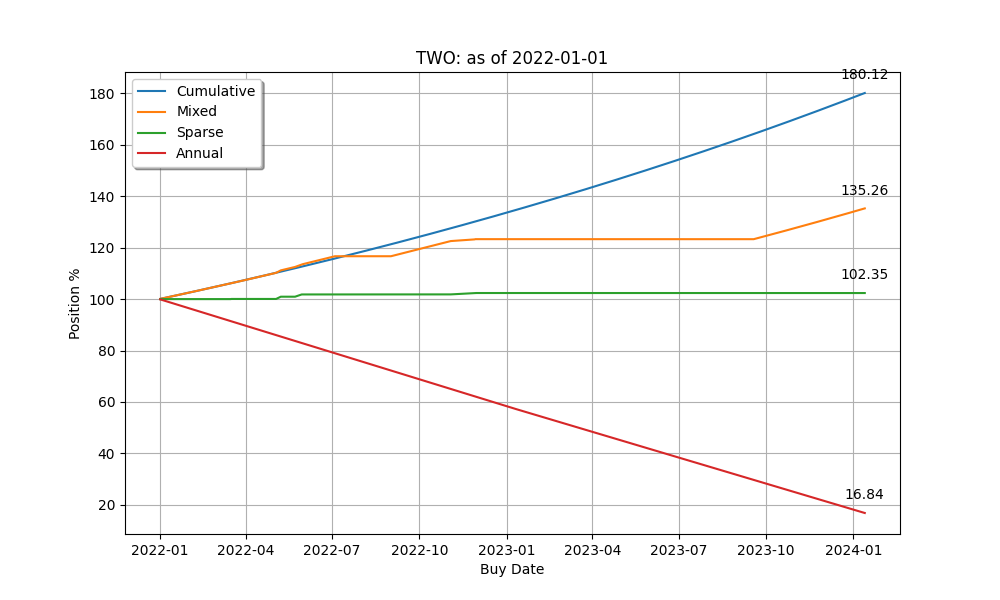 TWO: as of 2022-01-01
180.12
180
Cumulative
Mixed
Sparse
Annual
160
140
135.26
120
102.35
100
80
60
40
20
16.84
Position %
2022-01 2022-04 2022-07 2022-10 2023-01 2023-04 2023-07 2023-10 2024-01
Buy Date